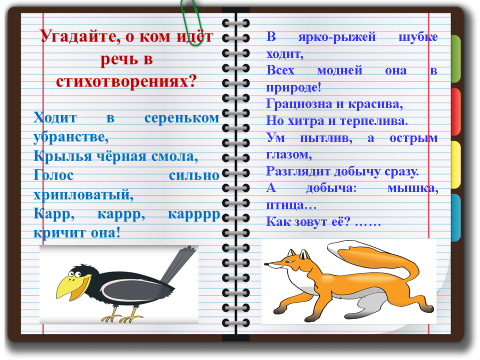 Угадайте, о ком идёт
речь в
стихотворениях?
Ходит в сереньком
убранстве,
Крылья чёрная смола,
Голос сильно
хрипловатый,
Карр, каррр, карррр
кричит она!
В ярко-рыжей шубке
ходит,
Всех модней она в
природе!
Грациозна и красива,
Но хитра и терпелива.
Ум пытлив, а острым
глазом,
Разглядит добычу сразу.
А добыча: мышка,
птица…
Как зовут её? ……